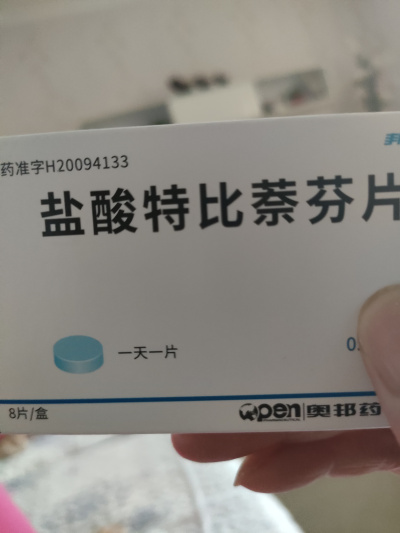 药准字H20094133
盐酸特比萘芬片
一天一片
8片/盒
open 奥邦药